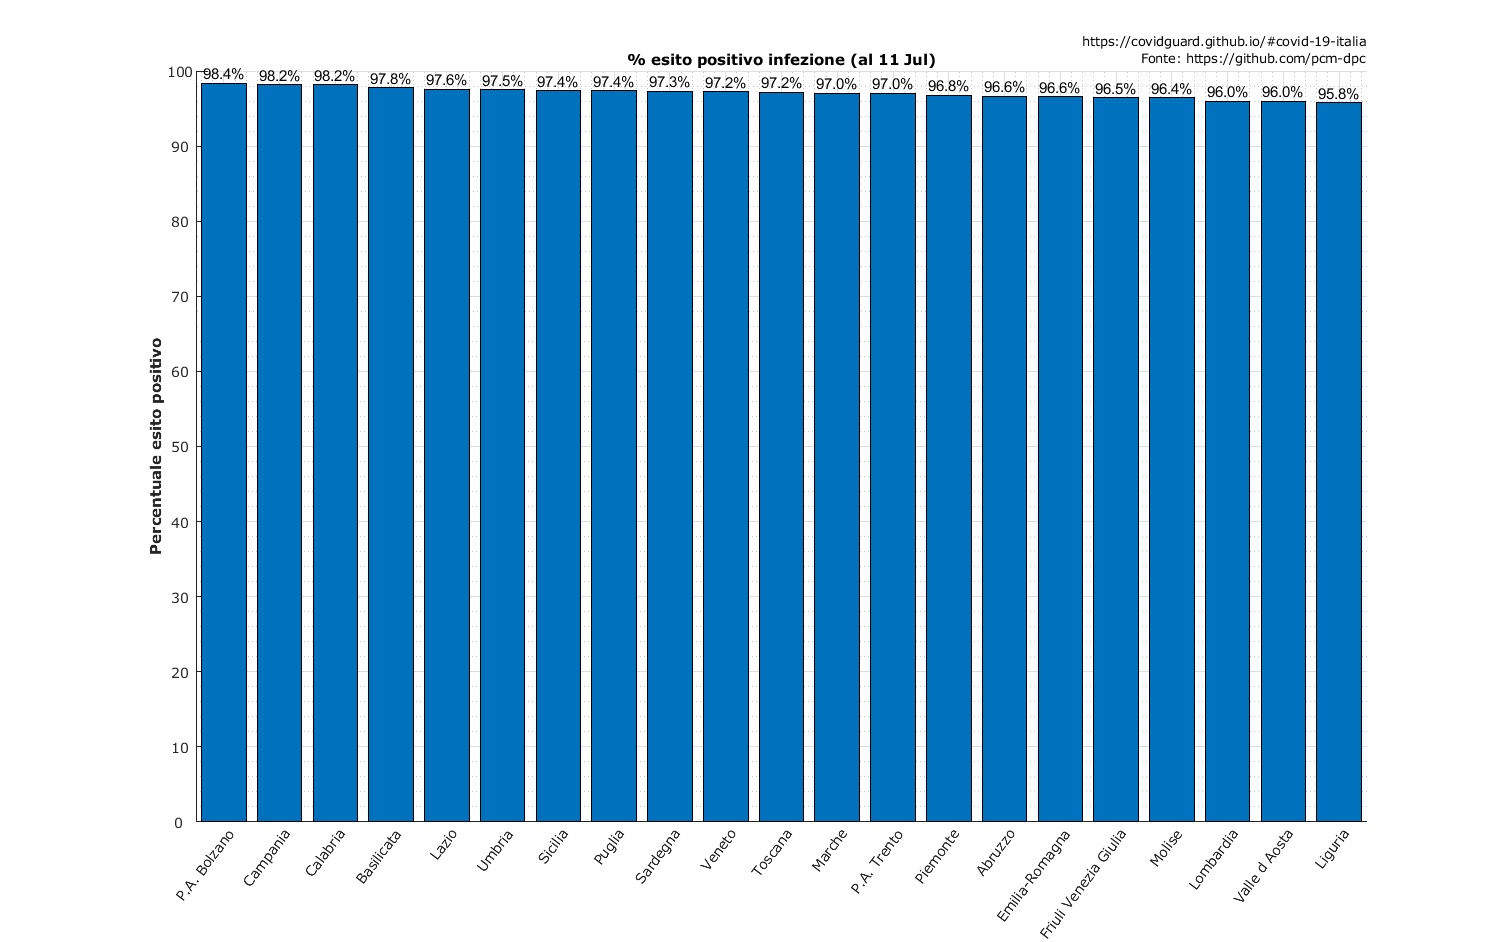 https://covidguard.github.io/#covid-19-italia
Fonte: https://github.com/pcm-dpc
% esito positivo infezione (al 11 Jul)
Percentuale esito positivo
100
90
80
70
60
50
40
30
20
10
0
98.4% 98.2% 98.2% 97.8% 97.6% 97.5% 97.4% 97.4% 97.3% 97.2% 97.2% 97.0% 97.0% 96.8% 96.6% 96.6% 96.5% 96.4% 96.0% 96.0% 95.8%
P.A. Bolzano
Campania
Calabria
Basilicata
Lazio
Umbria
Sicilia
Puglia
Sardegna
Veneto
Toscana
Marche
P.A. Trento
Piemonte
Abruzzo
Emilia-Romagna
Friuli Venezia Giulia
Molise
Lombardia
Valle d Aosta
Liguria